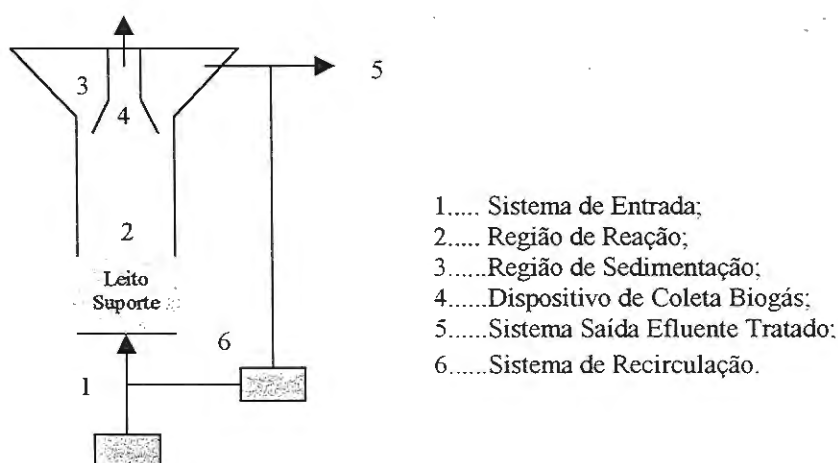 3
4
5
2
Leito
Suporte
6
1
1..... Sistema de Entrada;
2..... Região de Reação;
3......Região de Sedimentação;
4......Dispositivo de Coleta Biogás;
5......Sistema Saída Efluente Tratado;
6......Sistema de Recirculação.